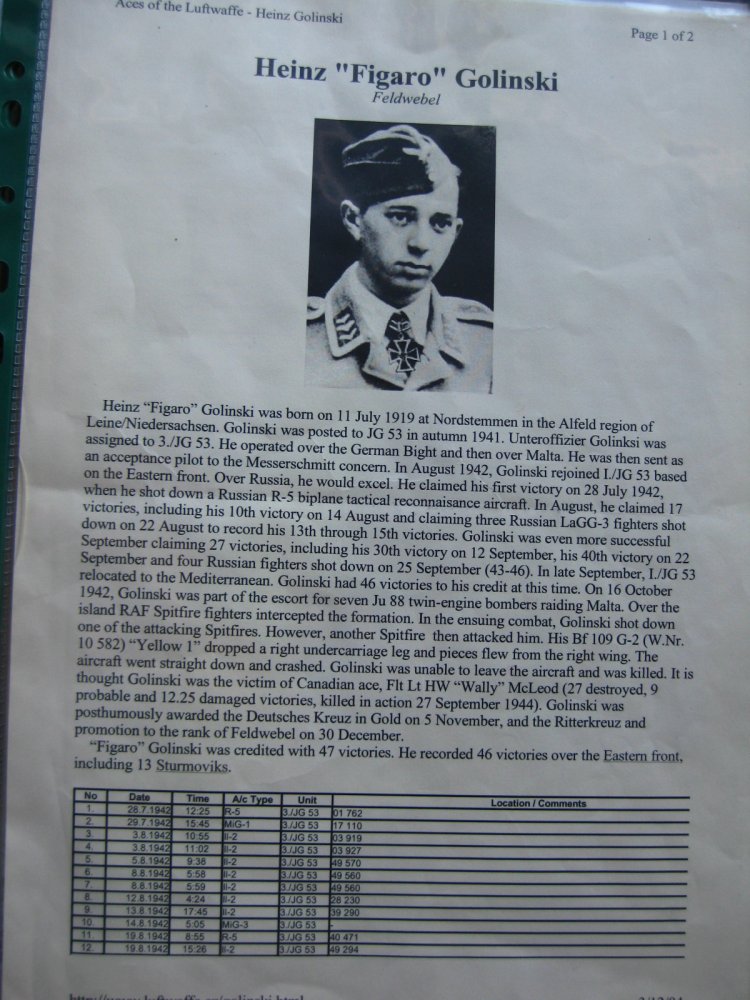 Aces of the Luftwaffe - Heinz Golinski
Page 1 of 2
Heinz "Figaro" Golinski
Feldwebel
Heinz “Figaro” Golinski was born on 11 July 1919 at Nordstemmen in the Alfeld region of
Leine/Niedersachsen. Golinski was posted to JG 53 in autumn 1941. Unteroffizier Golinksi was
assigned to 3./JG 53. He operated over the German Bight and then over Malta. He was then sent as
an acceptance pilot to the Messerschmitt concern. In August 1942, Golinski rejoined I./JG 53 based
on the Eastern front. Over Russia, he would excel. He claimed his first victory on 28 July 1942,
when he shot down a Russian R-5 biplane tactical reconnaisance aircraft. In August, he claimed 17
victories, including his 10th victory on 14 August and claiming three Russian LaGG-3 fighters shot
down on 22 August to record his 13th through 15th victories. Golinski was even more successful
September claiming 27 victories, including his 30th victory on 12 September, his 40th victory on 22
September and four Russian fighters shot down on 25 September (43-46). In late September, I./JG 53
relocated to the Mediterranean. Golinski had 46 victories to his credit at this time. On 16 October
1942, Golinski was part of the escort for seven Ju 88 twin-engine bombers raiding Malta. Over the
island RAF Spitfire fighters intercepted the formation. In the ensuing combat, Golinski shot down
one of the attacking Spitfires. However, another Spitfire then attacked him. His Bf 109 G-2 (W.Nr.
10 582) “Yellow 1” dropped a right undercarriage leg and pieces flew from the right wing. The
aircraft went straight down and crashed. Golinski was unable to leave the aircraft and was killed. It is
thought Golinski was the victim of Canadian ace, Flt Lt HW “Wally” McLeod (27 destroyed, 9
probable and 12.25 damaged victories, killed in action 27 September 1944). Golinski was
posthumously awarded the Deutsches Kreuz in Gold on 5 November, and the Ritterkreuz and
promotion to the rank of Feldwebel on 30 December.
“Figaro” Golinski was credited with 47 victories. He recorded 46 victories over the Eastern front,
including 13 Sturmoviks.
No Date Time A/c Type Unit Location / Comments
1. 28.7.1942 12:25 R-5 3./JG 53 01 762
2. 29.7.1942 15:45 MiG-1 3./JG 53 17 110
3. 3.8.1942 10:55 Il-2 3./JG 53 03 919
4. 3.8.1942 11:02 Il-2 3./JG 53 03 927
5. 5.8.1942 9:38 Il-2 3./JG 53 49 570
6. 8.8.1942 5:58 Il-2 3./JG 53 49 560
7. 8.8.1942 5:59 Il-2 3./JG 53 49 560
8. 12.8.1942 4:24 Il-2 3./JG 53 28 230
9. 13.8.1942 17:45 Il-2 3./JG 53 39 290
10. 14.8.1942 5:05 MiG-3 3./JG 53 -
11. 19.8.1942 8:55 R-5 3./JG 53 40 471
12. 19.8.1942 15:26 Il-2 3./JG 53 49 294